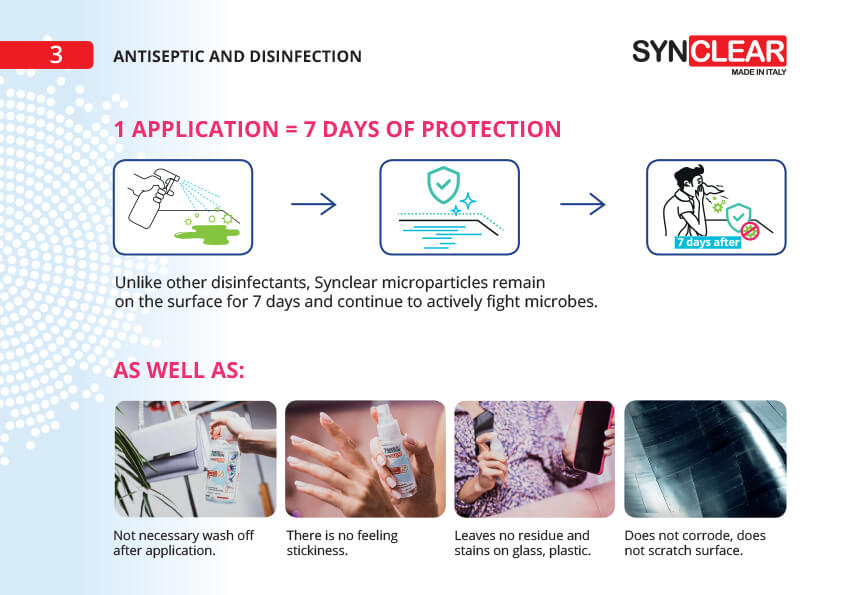 3
ANTISEPTIC AND DISINFECTION
SYNCLEAR
MADE IN ITALY
1 APPLICATION = 7 DAYS OF PROTECTION
7 days after
Unlike other disinfectants, Synclear microparticles remain
on the surface for 7 days and continue to actively fight microbes.
AS WELL AS:
Not necessary wash off
after application.
There is no feeling
stickiness.
Leaves no residue and
stains on glass, plastic.
Does not corrode, does
not scratch surface.